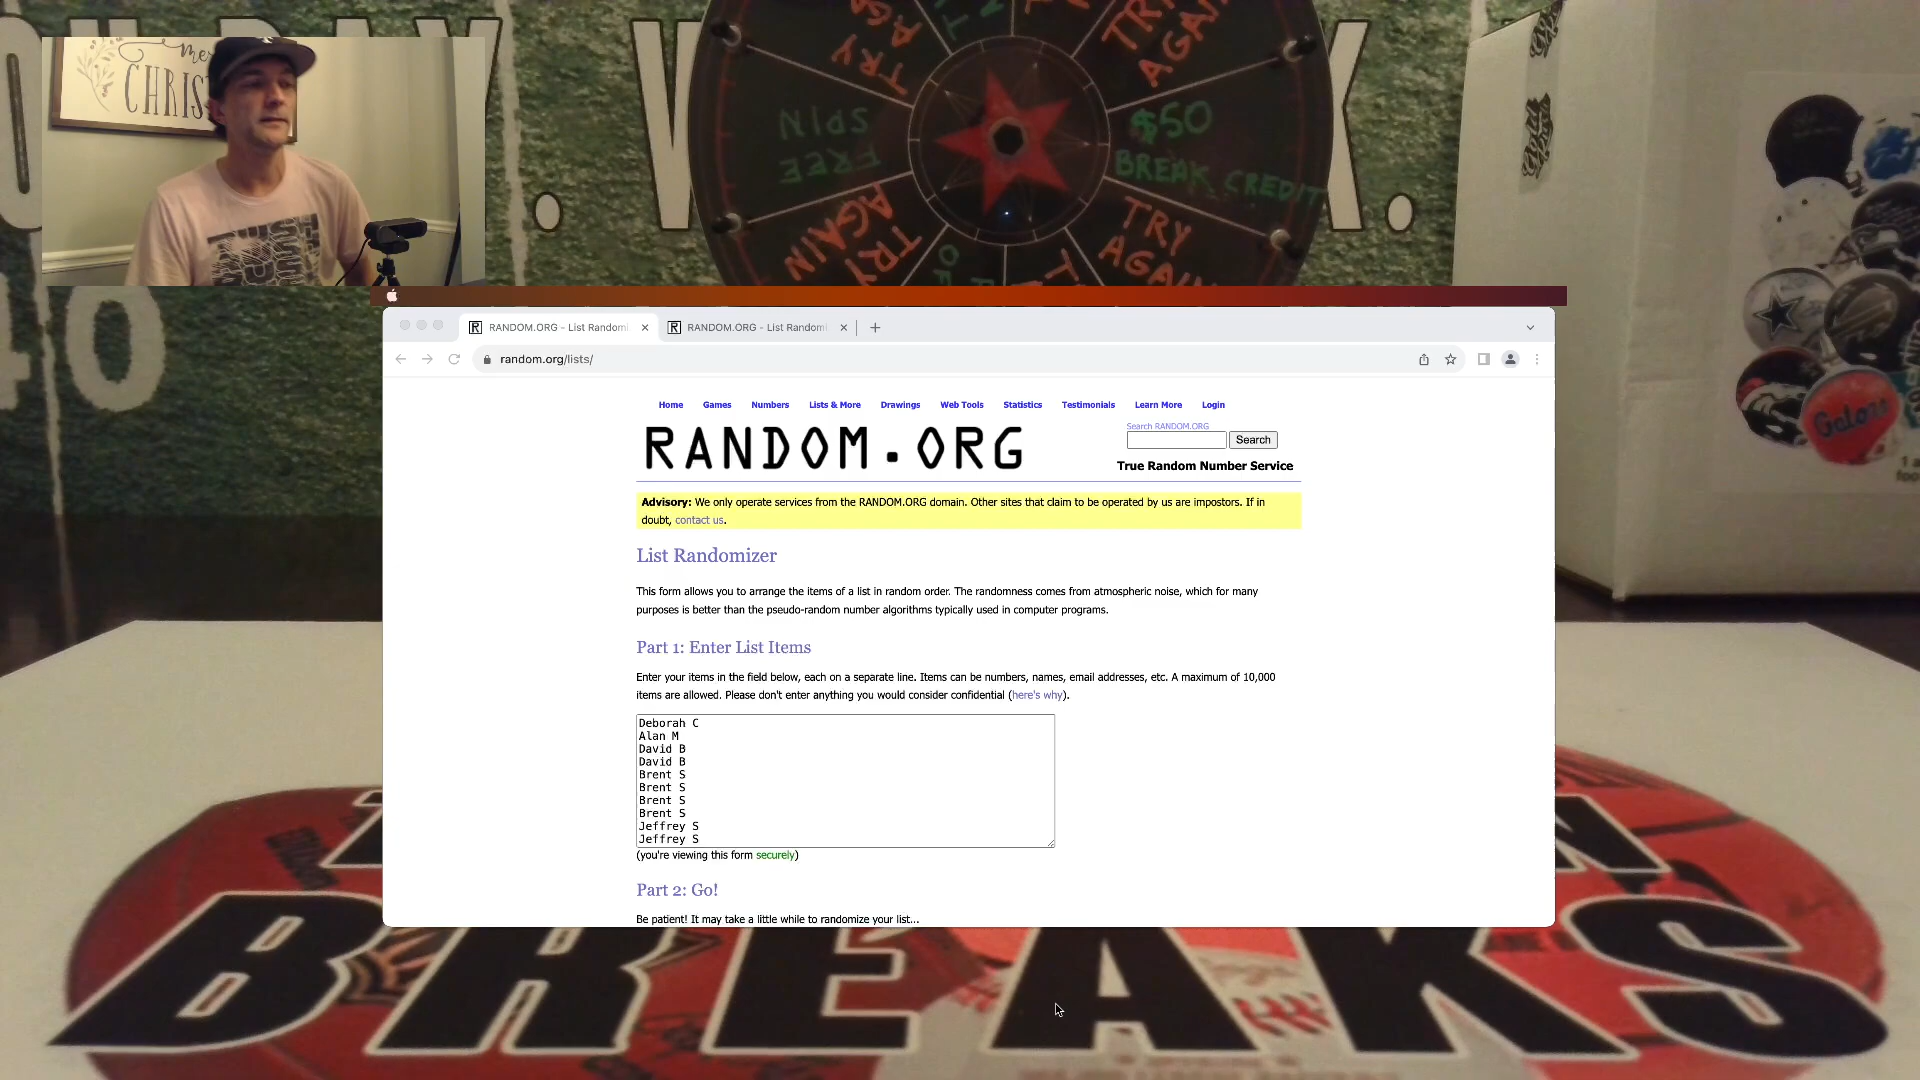 me
CHRIS
TRY
AGAIN
TRY
AGAIN
$50
BREAK CREDIT
FREE
SPIN
TRY
AGAIN
TRY
AGAIN
40
Gators
RANDOM.ORG - List Randomi
RANDOM.ORG - List Randomi
random.org/lists/
Home Games Numbers Lists & More Drawings Web Tools Statistics Testimonials Learn More Login
RANDOM.ORG
Search RANDOM.ORG
Search
True Random Number Service
Advisory: We only operate services from the RANDOM.ORG domain. Other sites that claim to be operated by us are impostors. If in
doubt, contact us.
List Randomizer
This form allows you to arrange the items of a list in random order. The randomness comes from atmospheric noise, which for many
purposes is better than the pseudo-random number algorithms typically used in computer programs.
Part 1: Enter List Items
Enter your items in the field below, each on a separate line. Items can be numbers, names, email addresses, etc. A maximum of 10,000
items are allowed. Please don't enter anything you would consider confidential (here's why).
Deborah C
Alan M
David B
David B
Brent S
Brent S
Brent S
Brent S
Jeffrey S
Jeffrey S
(you're viewing this form securely)
Part 2: Go!
Be patient! It may take a little while to randomize your list...
BREAKS